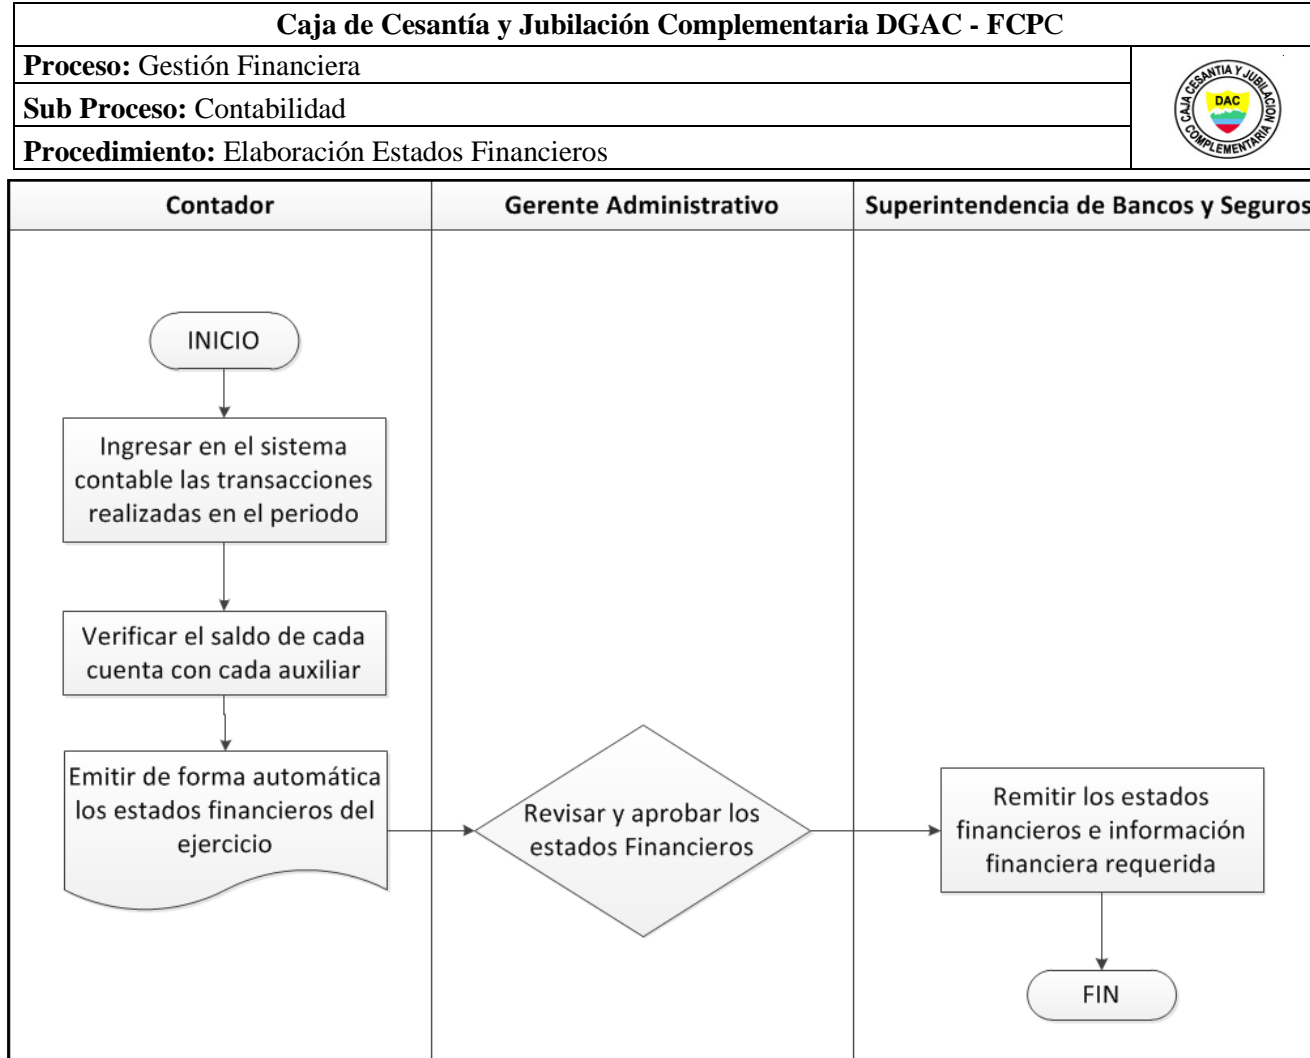 Caja de Cesantía y Jubilación Complementaria DGAC - FCPC
Proceso: Gestión Financiera
Sub Proceso: Contabilidad
Procedimiento: Elaboración Estados Financieros
CAJA CESANTIA Y JUBILACION
DAC
COMPLEMENTARIA
Contador
Gerente Administrativo
Superintendencia de Bancos y Seguros
INICIO
Ingresar en el sistema
contable las transacciones
realizadas en el periodo
Verificar el saldo de cada
cuenta con cada auxiliar
Emitir de forma automática
los estados financieros del
ejercicio
Revisar y aprobar los
estados Financieros
Remitir los estados
financieros e información
financiera requerida
FIN